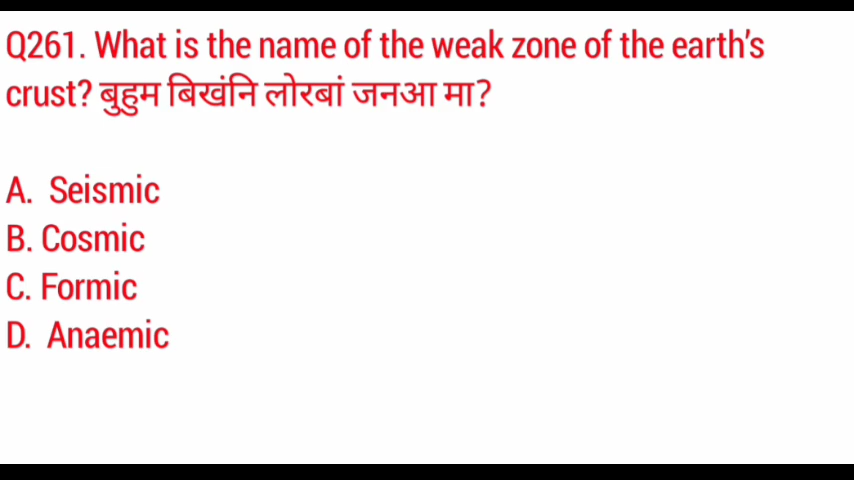 Q261. What is the name of the weak zone of the earth's
crust? बुहुम बिखंनि लोरबां जनआ मा?
A. Seismic
B. Cosmic
C. Formic
D. Anaemic